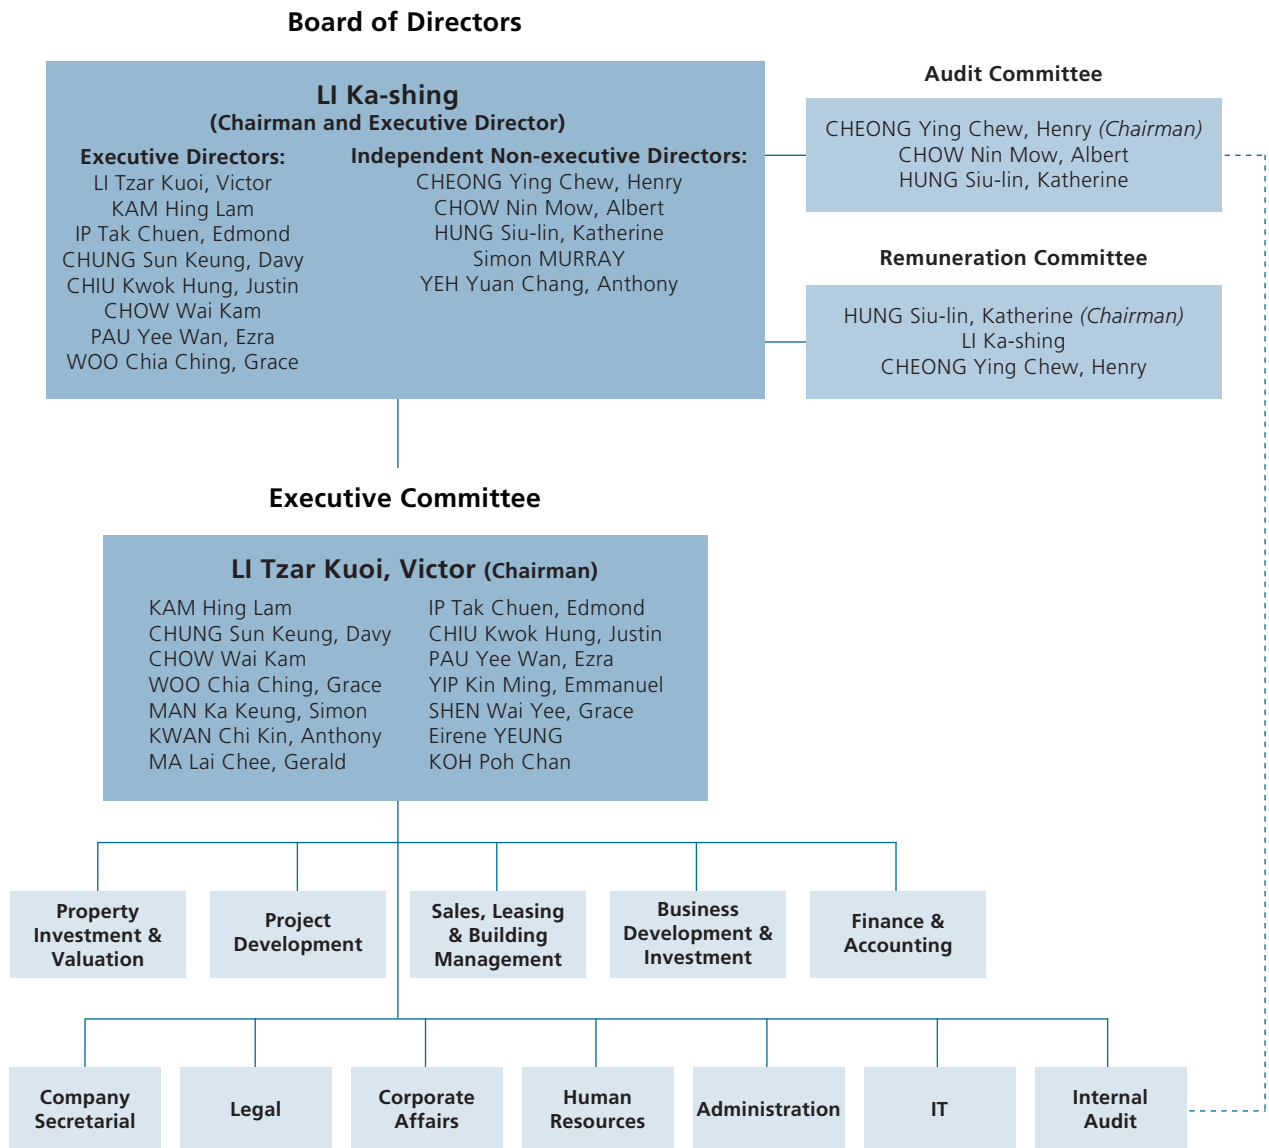 Board of Directors
LI Ka-shing
(Chairman and Executive Director)
Executive Directors:
LI Tzar Kuoi, Victor
KAM Hing Lam
IP Tak Chuen, Edmond
CHUNG Sun Keung, Davy
CHIU Kwok Hung, Justin
CHOW Wai Kam
PAU Yee Wan, Ezra
WOO Chia Ching, Grace
Independent Non-executive Directors:
CHEONG Ying Chew, Henry
CHOW Nin Mow, Albert
HUNG Siu-lin, Katherine
Simon MURRAY
YEH Yuan Chang, Anthony
Audit Committee
CHEONG Ying Chew, Henry (Chairman)
CHOW Nin Mow, Albert
HUNG Siu-lin, Katherine
Remuneration Committee
HUNG Siu-lin, Katherine (Chairman)
LI Ka-shing
CHEONG Ying Chew, Henry
Executive Committee
LI Tzar Kuoi, Victor (Chairman)
KAM Hing Lam
CHUNG Sun Keung, Davy
CHOW Wai Kam
WOO Chia Ching, Grace
MAN Ka Keung, Simon
KWAN Chi Kin, Anthony
MA Lai Chee, Gerald
IP Tak Chuen, Edmond
CHIU Kwok Hung, Justin
PAU Yee Wan, Ezra
YIP Kin Ming, Emmanuel
SHEN Wai Yee, Grace
Eirene YEUNG
KOH Poh Chan
Property
Investment &
Valuation
Project
Development
Sales, Leasing
& Building
Management
Business
Development &
Investment
Finance &
Accounting
Company
Secretarial
Legal
Corporate
Affairs
Human
Resources
Administration
IT
Internal
Audit